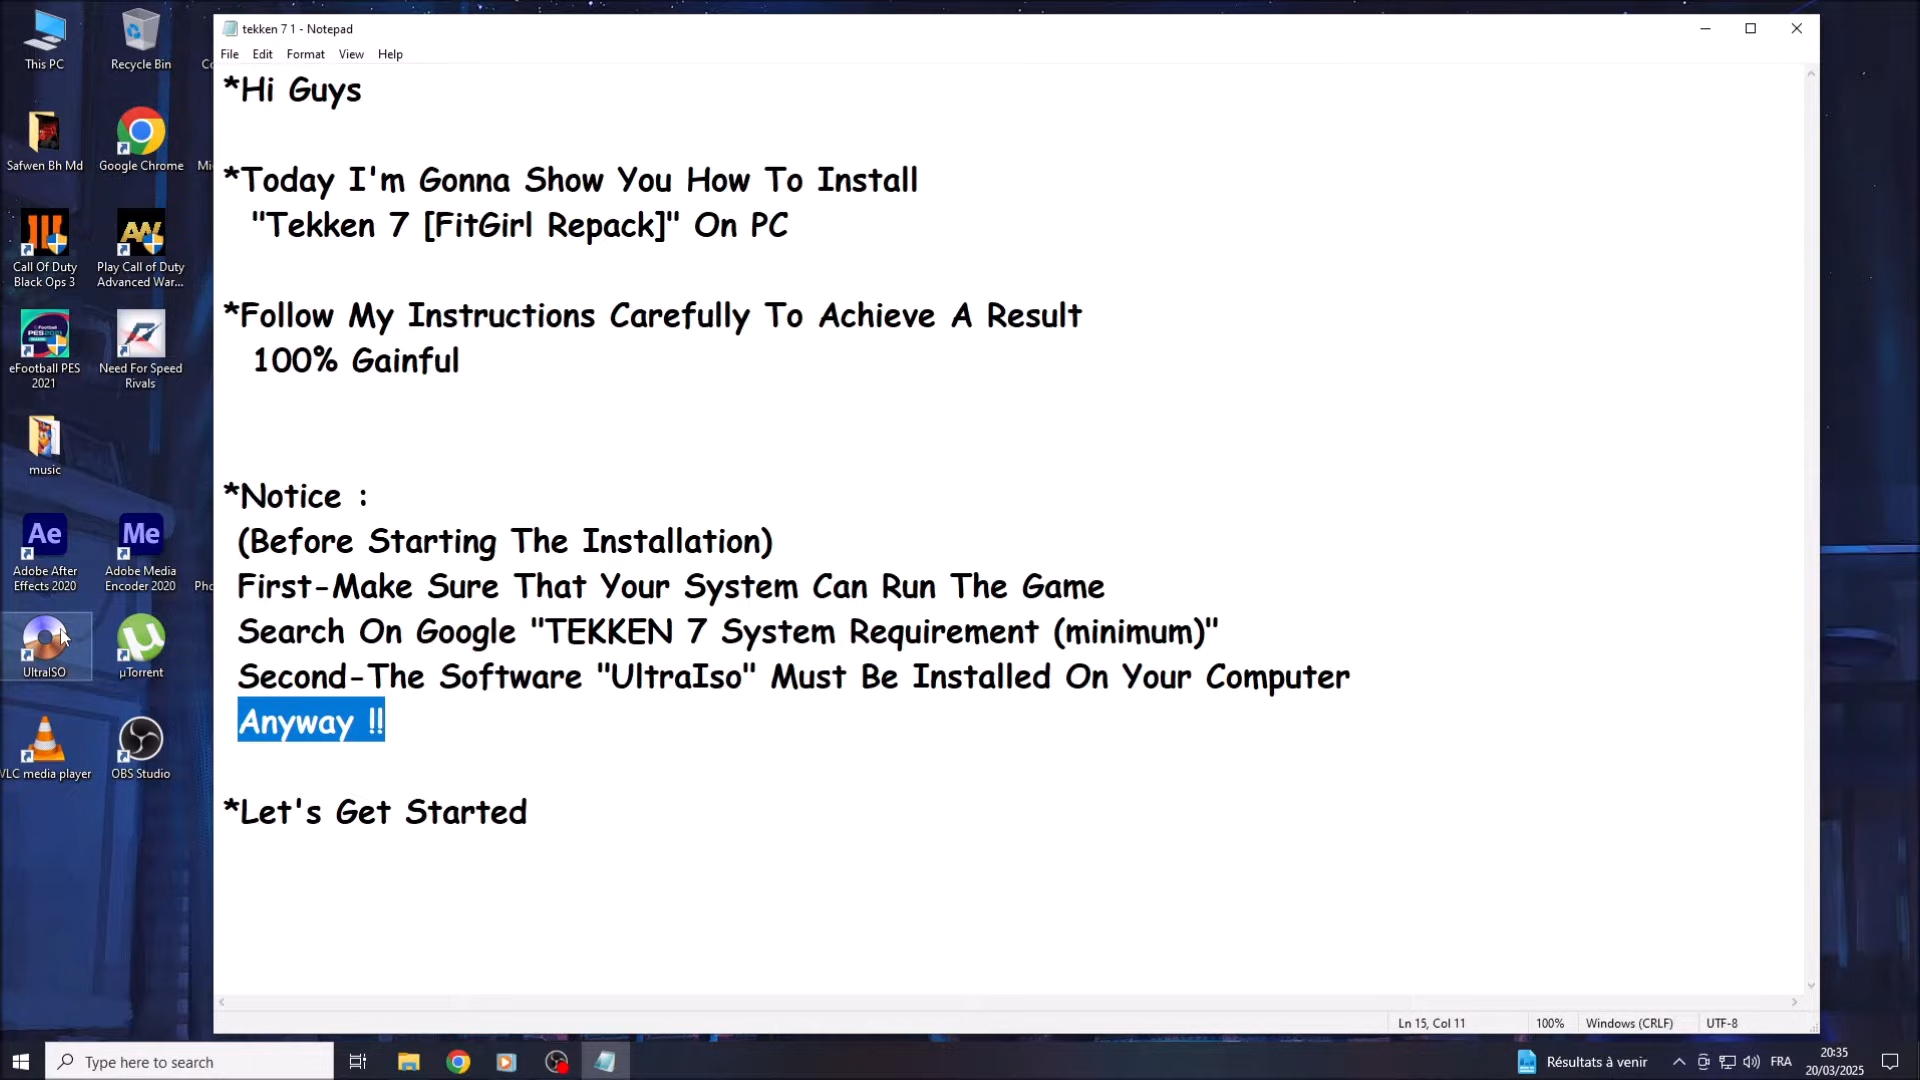 tekken 7 1 - Notepad
File Edit Format View Help
*Hi Guys
*Today I'm Gonna Show You How To Install
"Tekken 7 [FitGirl Repack]" On PC
*Follow My Instructions Carefully To Achieve A Result
100% Gainful
*Notice :
(Before Starting The Installation)
First-Make Sure That Your System Can Run The Game
Search On Google "TEKKEN 7 System Requirement (minimum)"
Second-The Software "UltraIso" Must Be Installed On Your Computer
Anyway !!
*Let's Get Started
Ln 15, Col 11
100%
Windows (CRLF)
UTF-8
This PC
Recycle Bin
Safwen Bh Md
Google Chrome
Call Of Duty
Black Ops 3
Play Call of Duty
Advanced War...
eFootball PES
2021
Need For Speed
Rivals
music
Ae
Adobe After
Effects 2020
Me
Adobe Media
Encoder 2020
UltraISO
µTorrent
VLC media player
OBS Studio
Type here to search
Résultats à venir
FRA
20:35
20/03/2025